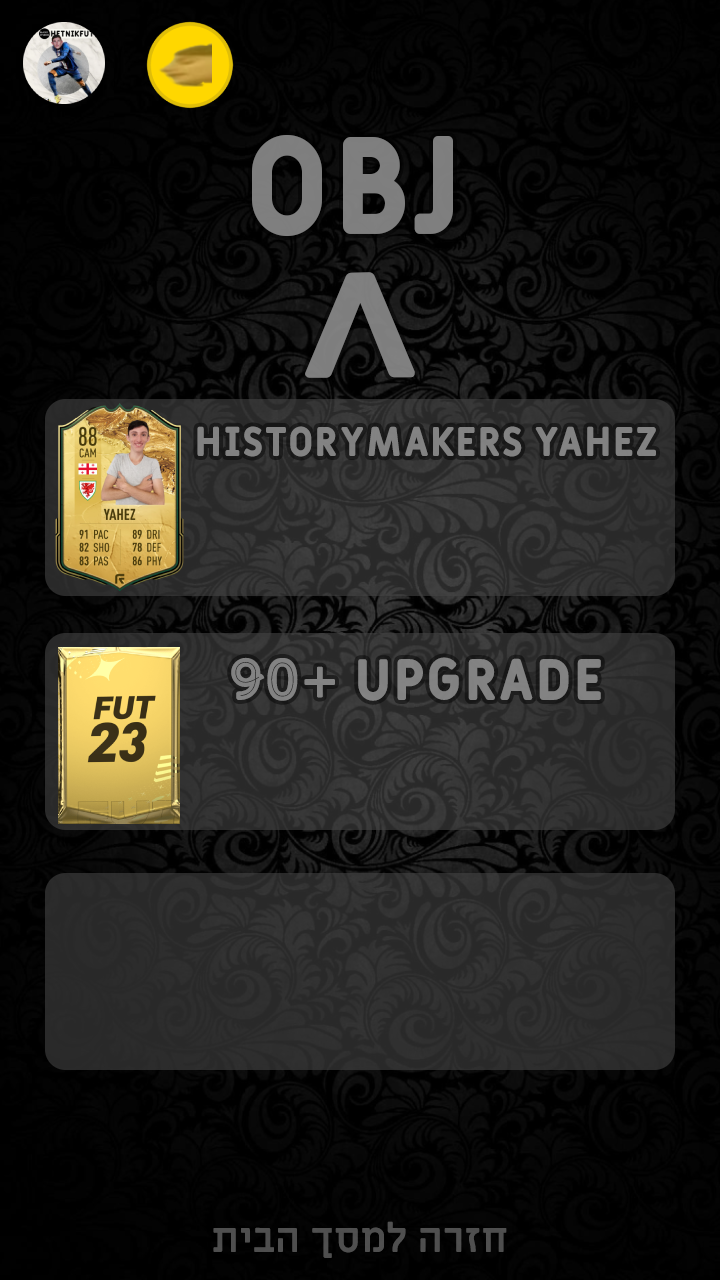 HETNIKFUT
OBJ
HISTORYMAKERS YAHEZ
88
CAM
YAHEZ
91 PAC 89 DRI
82 SHO 78 DEF
83 PAS 86 PHY
90+ UPGRADE
FUT
23
חזרה למסך הבית